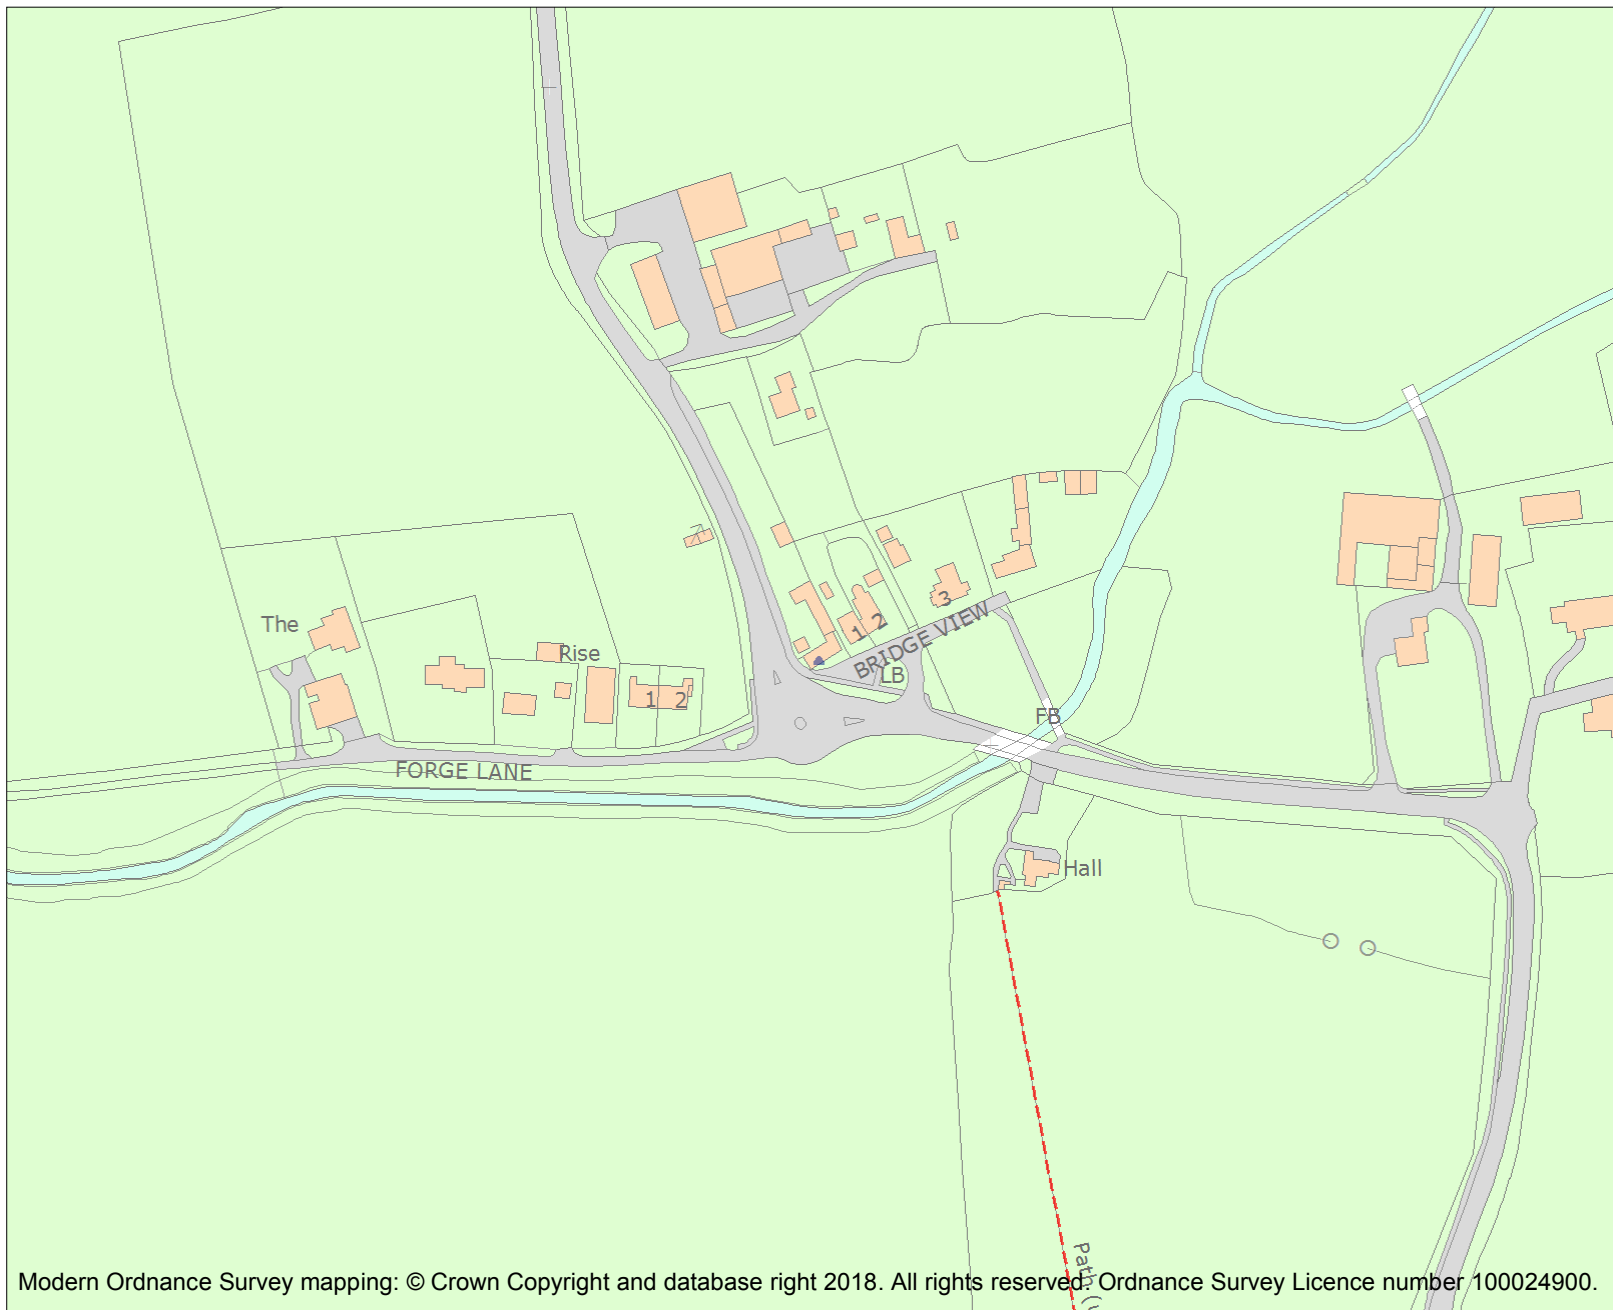 The
Rise
1 2
1 2
3
BRIDGE VIEW
LB
FB
FORGE LANE
Hall
Path
Modern Ordnance Survey mapping: © Crown Copyright and database right 2018. All rights reserved. Ordnance Survey Licence number 100024900.